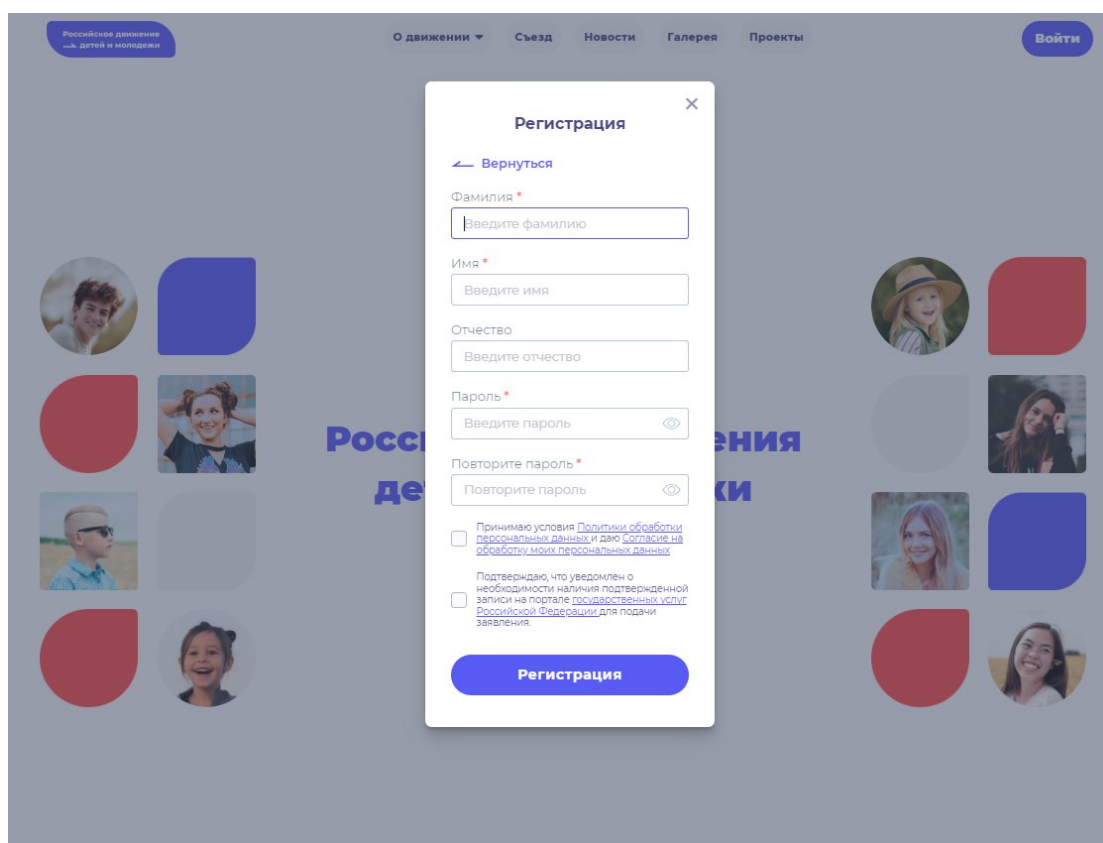 Российское движение
детей и молодежи
О движении
Съезд
Новости
Галерея
Проекты
Войти
Регистрация
Вернуться
Фамилия *
Введите фамилию
Имя *
Введите имя
Отчество
Введите отчество
Пароль *
Введите пароль
Повторите пароль *
Повторите пароль
Принимаю условия Политики обработки
персональных данных и даю Согласие на
обработку моих персональных данных
Подтверждаю, что уведомлен о
необходимости наличия подтвержденной
записи на портале государственных услуг
Российской Федерации для подачи
заявления.
Регистрация